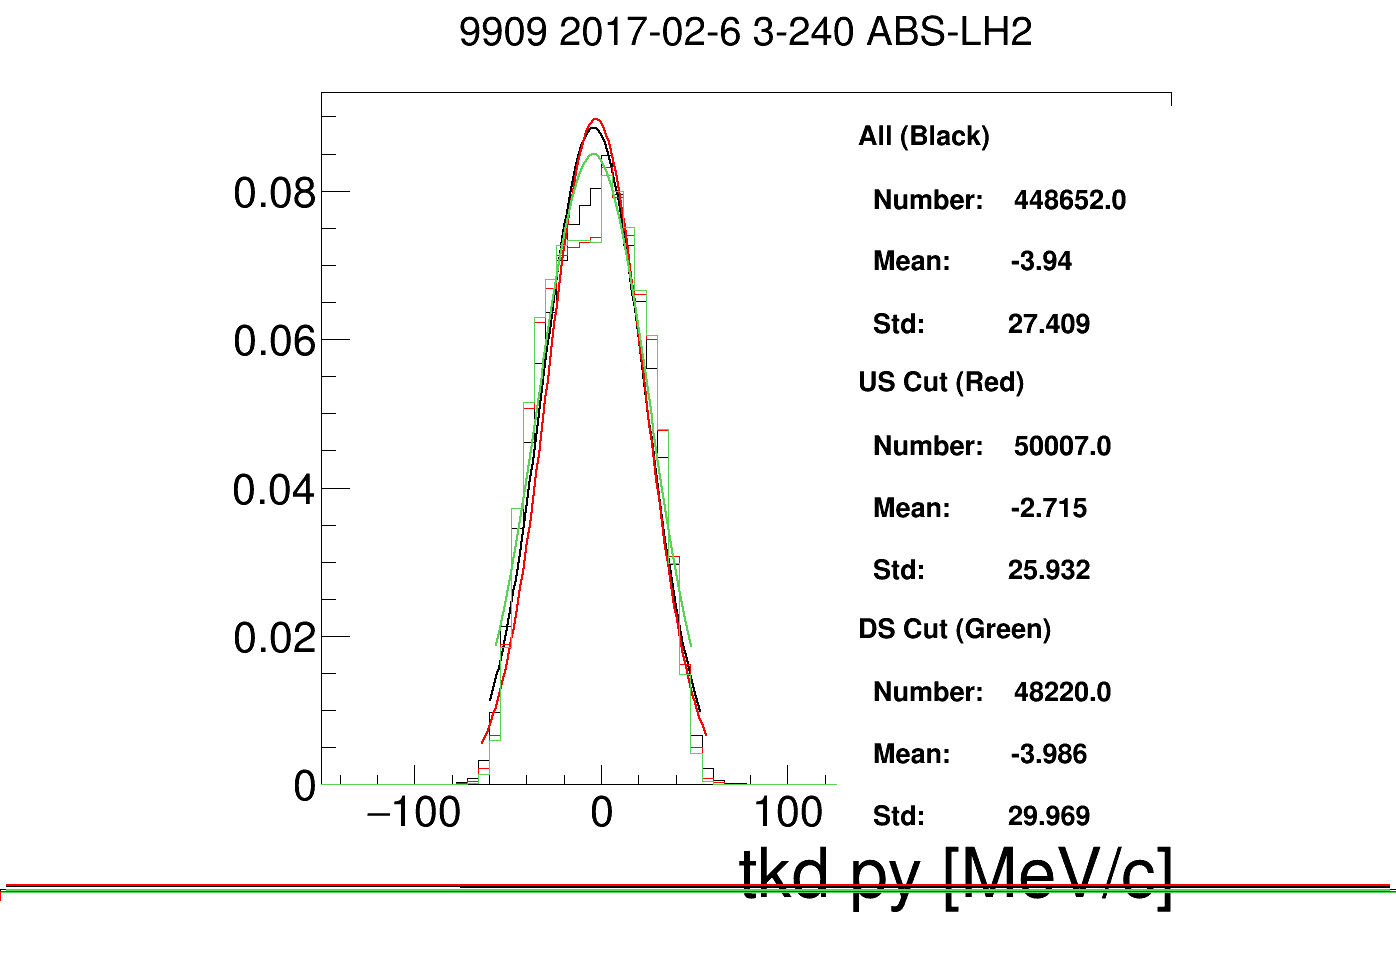 9909 2017-02-6 3-240 ABS-LH2
All (Black)
Number: 448652.0
Mean: -3.94
Std: 27.409
US Cut (Red)
Number: 50007.0
Mean: -2.715
Std: 25.932
DS Cut (Green)
Number: 48220.0
Mean: -3.986
Std: 29.969
0.08
0.06
0.04
0.02
0
−100 0 100
tkd py [MeV/c]